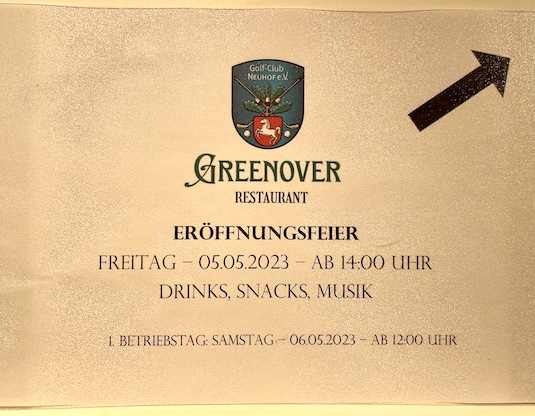 Golf-Club
Neuhof e.V.
GREENOVER
RESTAURANT
ERÖFFNUNGSFEIER
FREITAG – 05.05.2023 – AB 14:00 UHR
DRINKS, SNACKS, MUSIK
1. BETRIEBSTAG: SAMSTAG – 06.05.2023 – AB 12:00 UHR